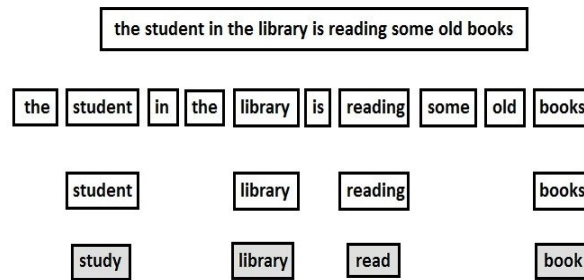 the student in the library is reading some old books
the student in the library is reading some old books
student library reading books
study library read book